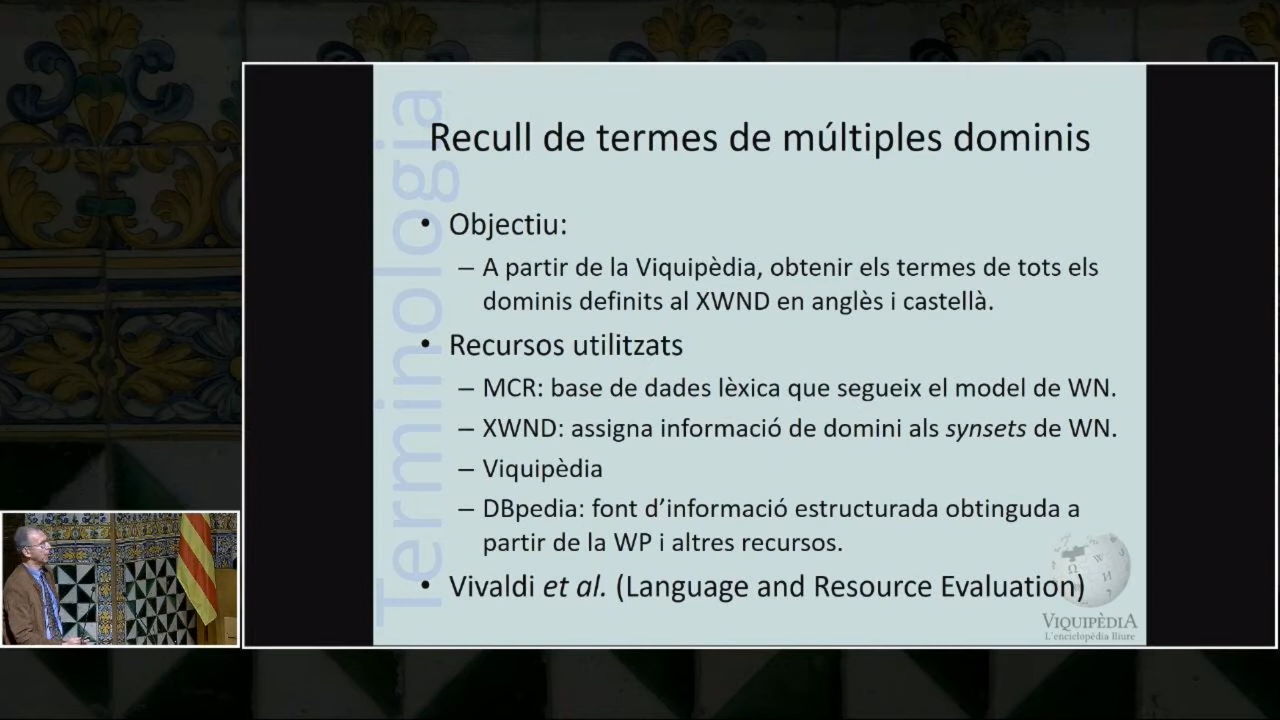 Terminologia
Recull de termes de múltiples dominis
• Objectiu:
– A partir de la Viquipèdia, obtenir els termes de tots els
dominis definits al XWND en anglès i castellà.
• Recursos utilitzats
– MCR: base de dades lèxica que segueix el model de WN.
– XWND: assigna informació de domini als synsets de WN.
– Viquipèdia
– DBpedia: font d’informació estructurada obtinguda a
partir de la WP i altres recursos.
• Vivaldi et al. (Language and Resource Evaluation)
VIQUIPÈDIA
L'enciclopèdia lliure